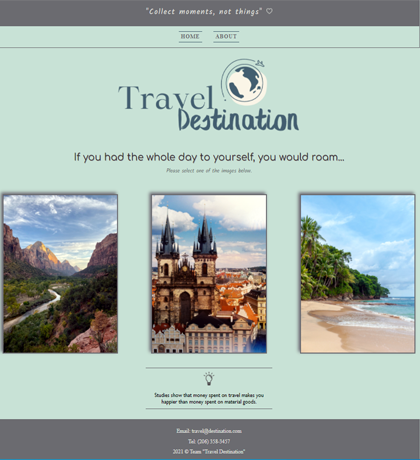 "Collect moments, not things" ♡
HOME ABOUT
Travel
Destination
If you had the whole day to yourself, you would roam...
Please select one of the images below.
Studies show that money spent on travel makes you
happier than money spent on material goods.
Email: travel@destination.com
Tel: (206) 558-5457
2021 © Team "Travel Destination"